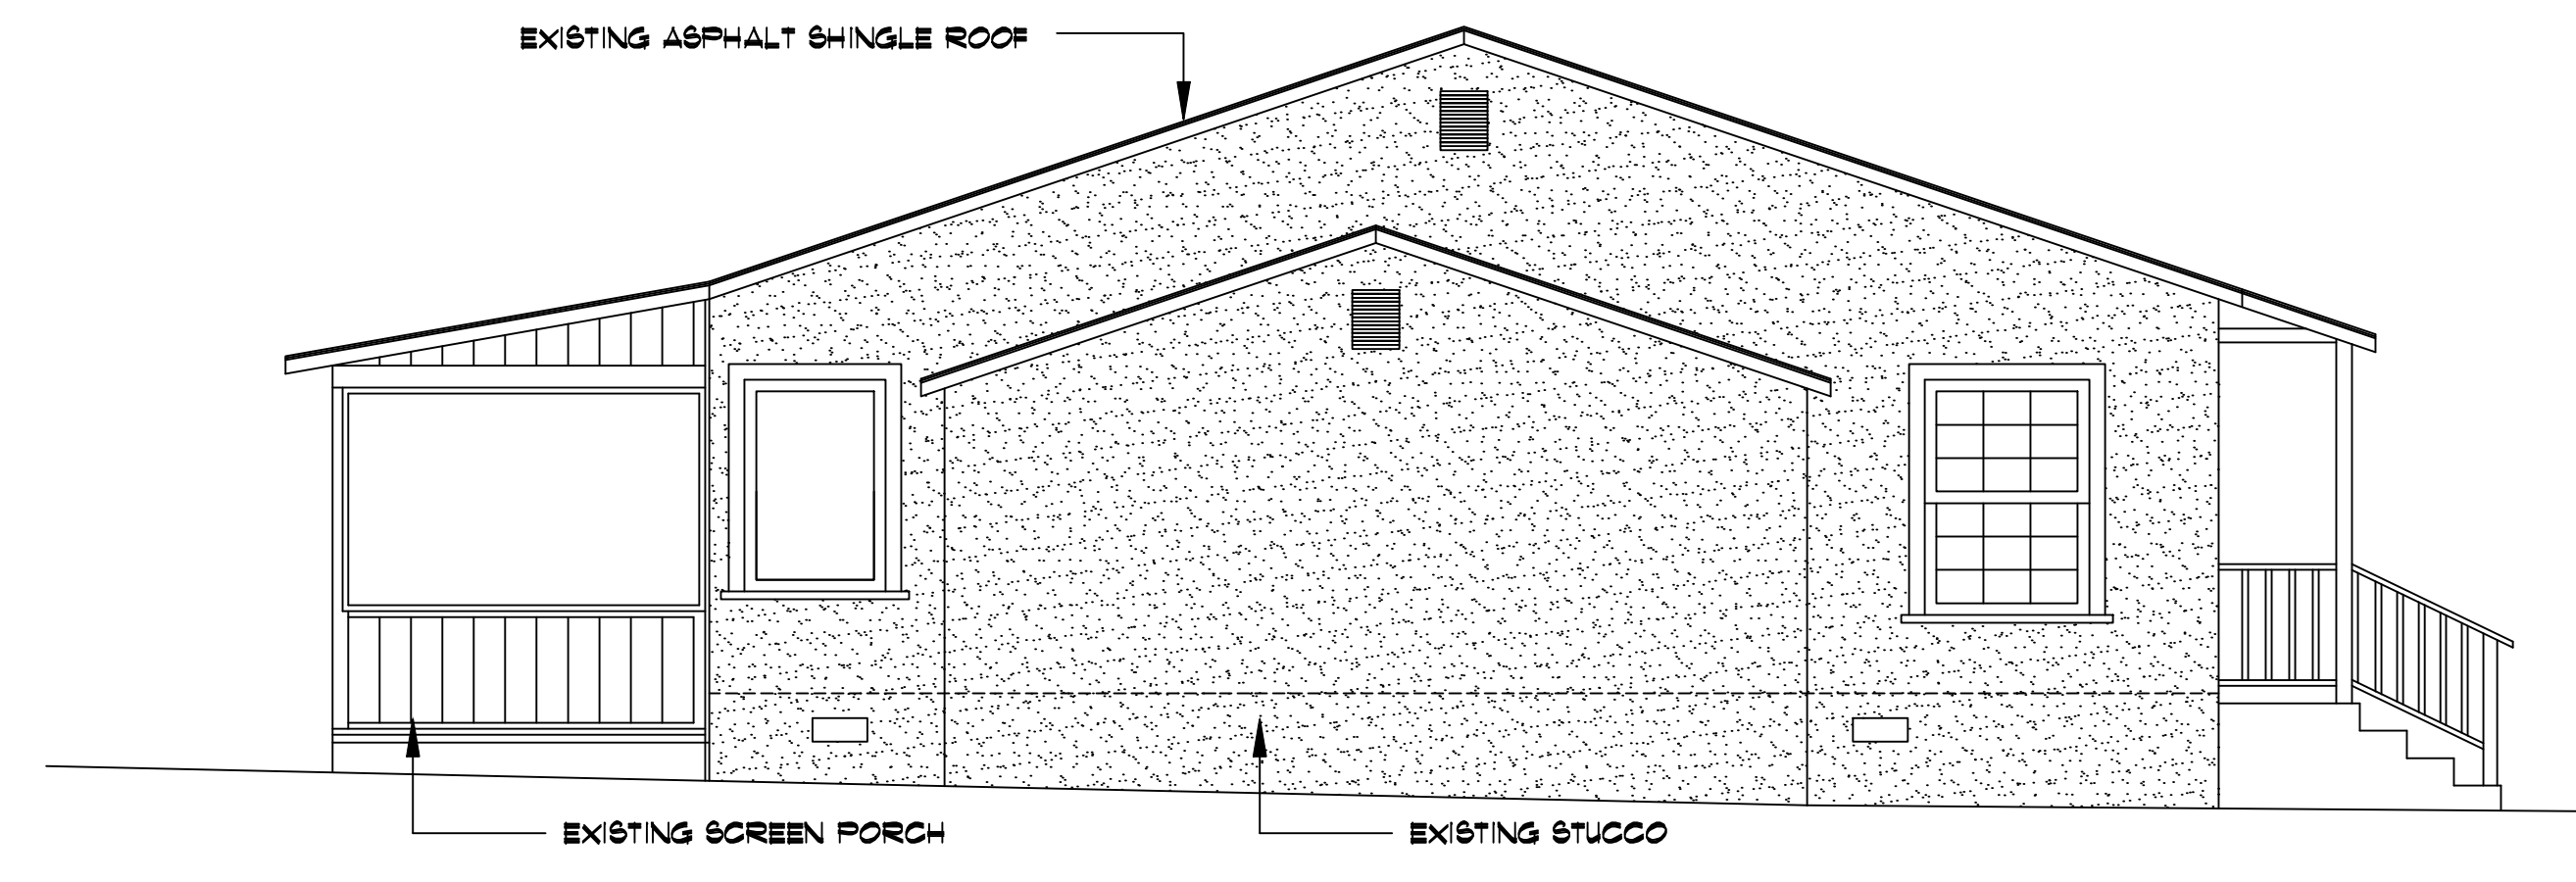 EXISTING ASPHALT SHINGLE ROOF
EXISTING SCREEN PORCH
EXISTING STUCCO